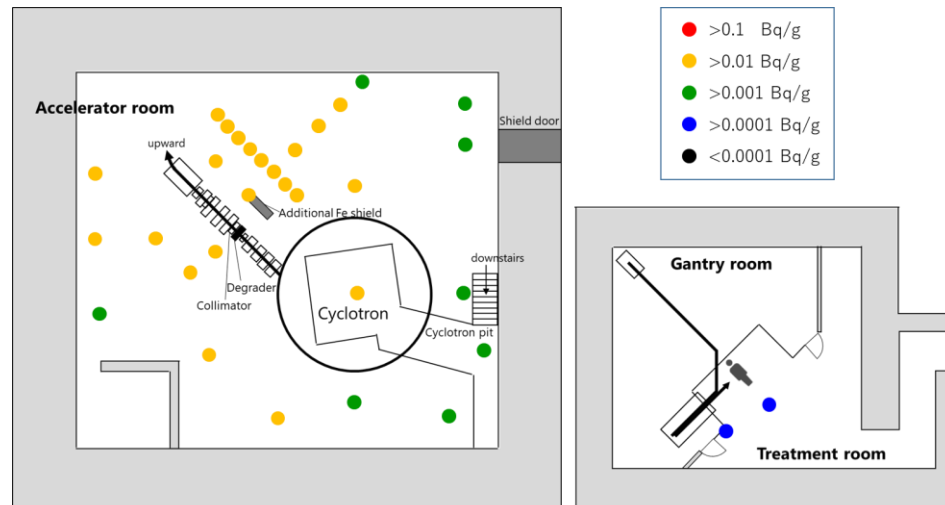 Accelerator room
upward
Shield door
Additional Fe shield
downstairs
Degrader
Collimator
Cyclotron
Cyclotron pit
>0.1 Bq/g
>0.01 Bq/g
>0.001 Bq/g
>0.0001 Bq/g
<0.0001 Bq/g
Gantry room
Treatment room